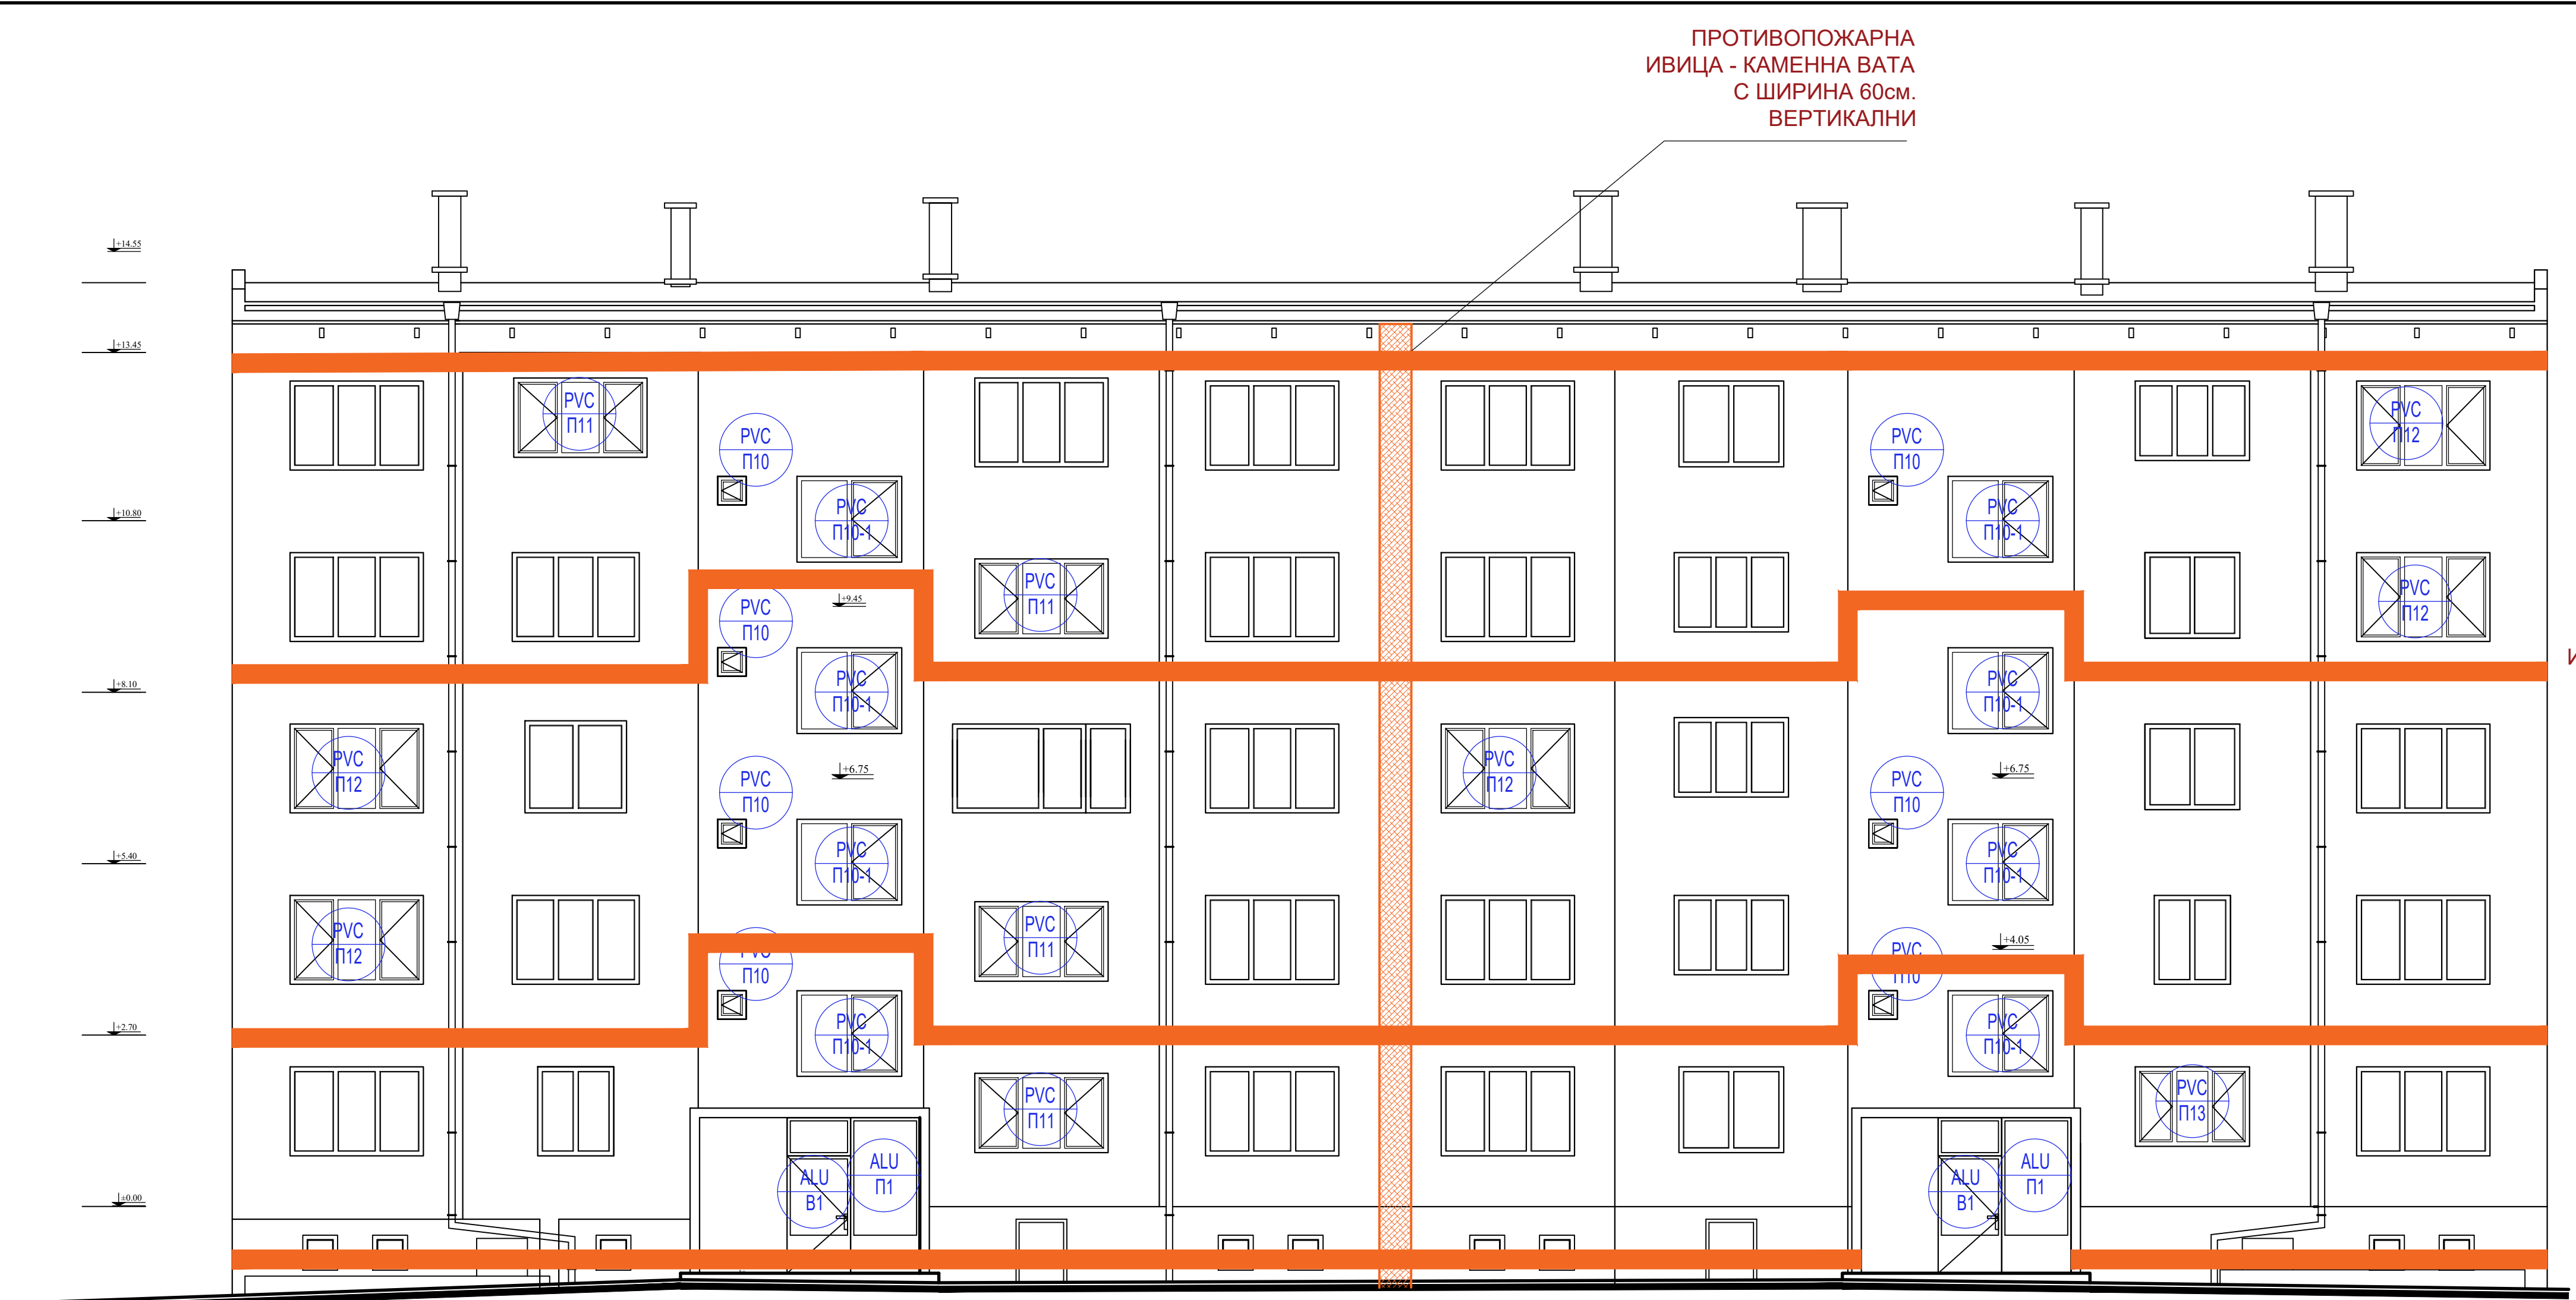 ПРОТИВОПОЖАРНА
ИВИЦА - КАМЕННА ВАТА
С ШИРИНА 60см.
ВЕРТИКАЛНИ
+14.55
+13.45
PVC
П11
PVC
П12
PVC
П10
PVC
П10
PVC
П10-1
PVC
П10-1
+10.80
PVC
П11
PVC
П12
+9.45
PVC
П10
PVC
П10-1
PVC
П10-1
+8.10
PVC
П12
+6.75
PVC
П12
+6.75
PVC
П10
PVC
П10
PVC
П10-1
PVC
П10-1
+5.40
PVC
П12
PVC
П11
+4.05
PVC
П10
PVC
П10
PVC
П10-1
PVC
П10-1
+2.70
PVC
П11
PVC
П13
ALU
В1
ALU
П1
ALU
В1
ALU
П1
±0.00